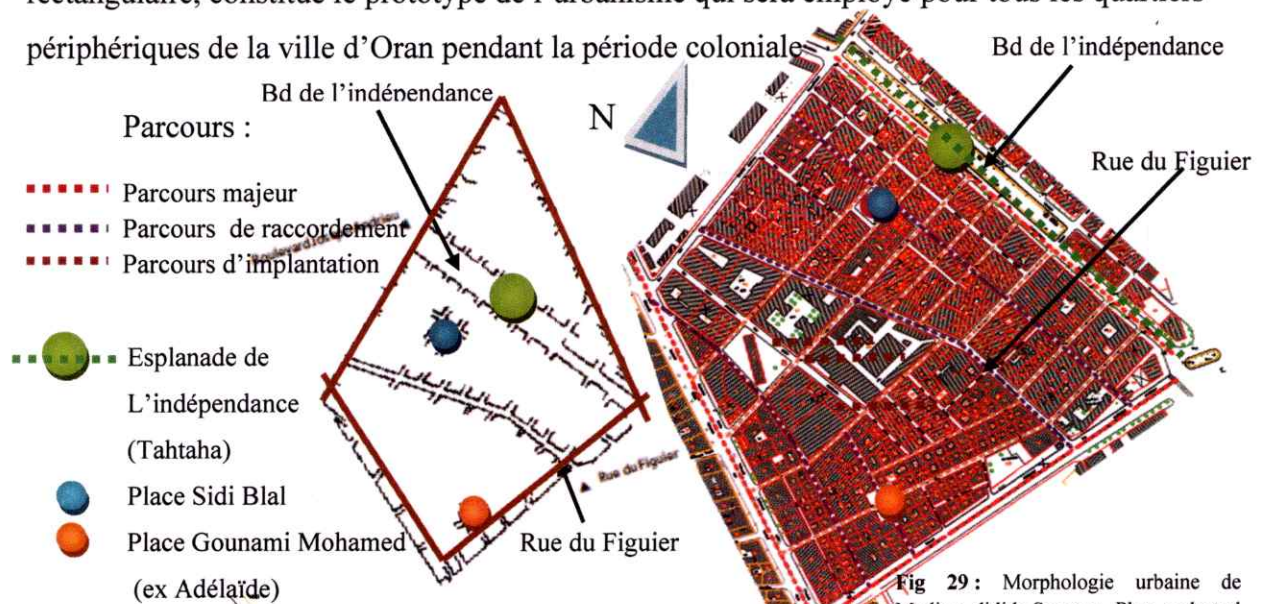 périphériques de la ville d'Oran pendant la période coloniale
Bd de l'indépendance
Bd de l'indépendance
N
Parcours :
Rue du Figuier
Parcours majeur
Parcours de raccordement
Parcours d'implantation
Esplanade de
L'indépendance
(Tahtaha)
Rue du Figuier
Place Sidi Blal
Place Gounami Mohamed
Rue du Figuier
(ex Adélaïde)
Fig 29 : Morphologie urbaine de